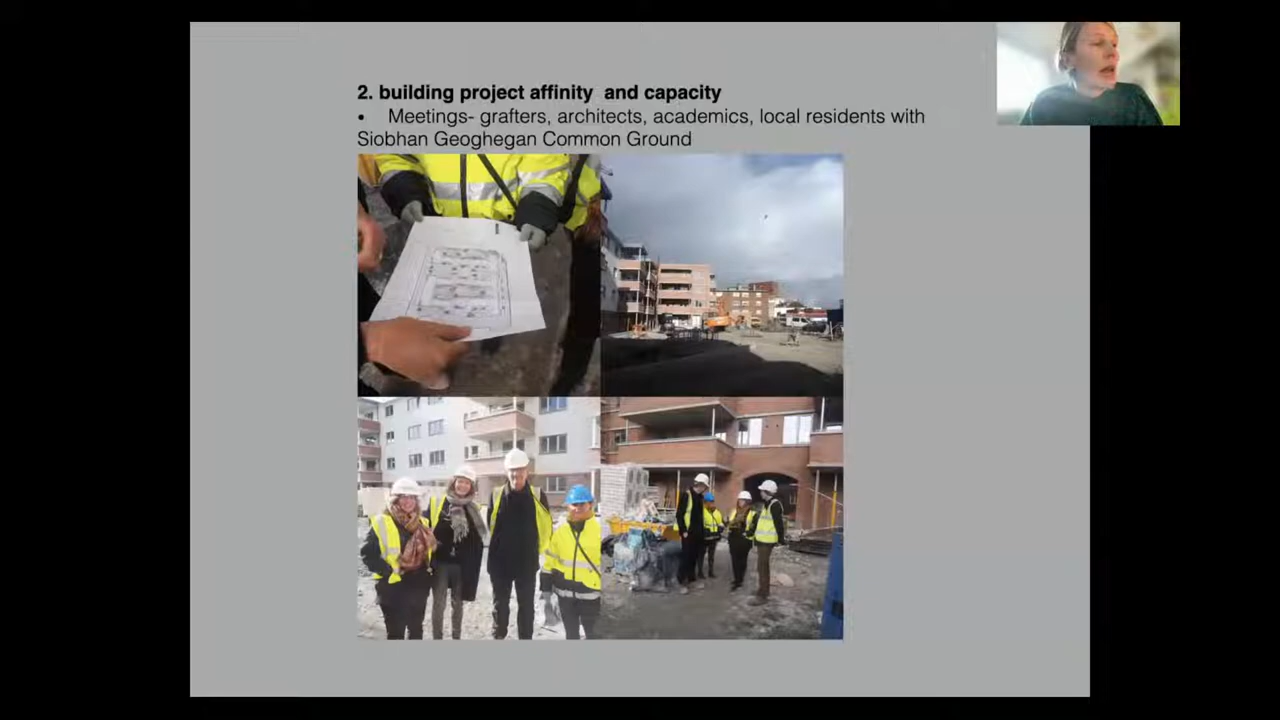 2. building project affinity  and capacity
•    Meetings- grafters, architects, academics, local residents with
Siobhan Geoghegan Common Ground